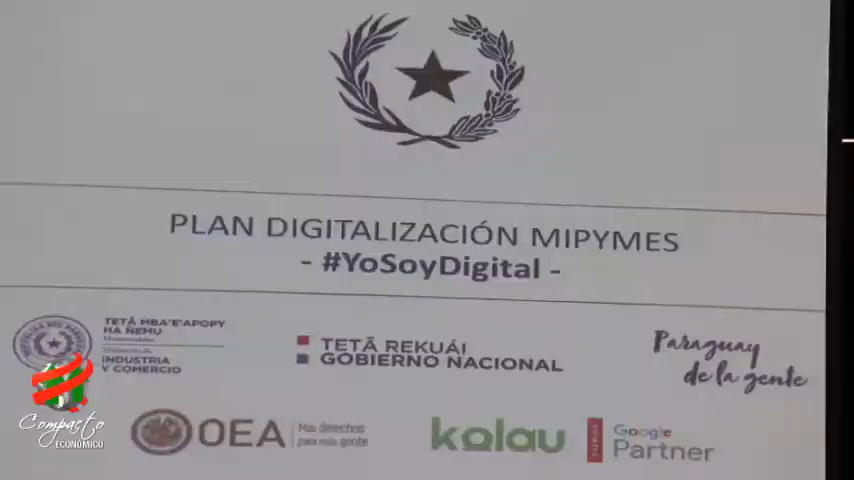 PLAN DIGITALIZACIÓN MIPYMES
- #YoSoyDigital -
TETÃ MBA'E'APOPY
HA ÑEMU
INDUSTRIA
Y COMERCIO
TETÃ REKUÁI
GOBIERNO NACIONAL
Paraguay
de la gente
Compacto
ECONÓMICO
OEA
Más derechos
para más gente
kolau
PREMIER
Google
Partner